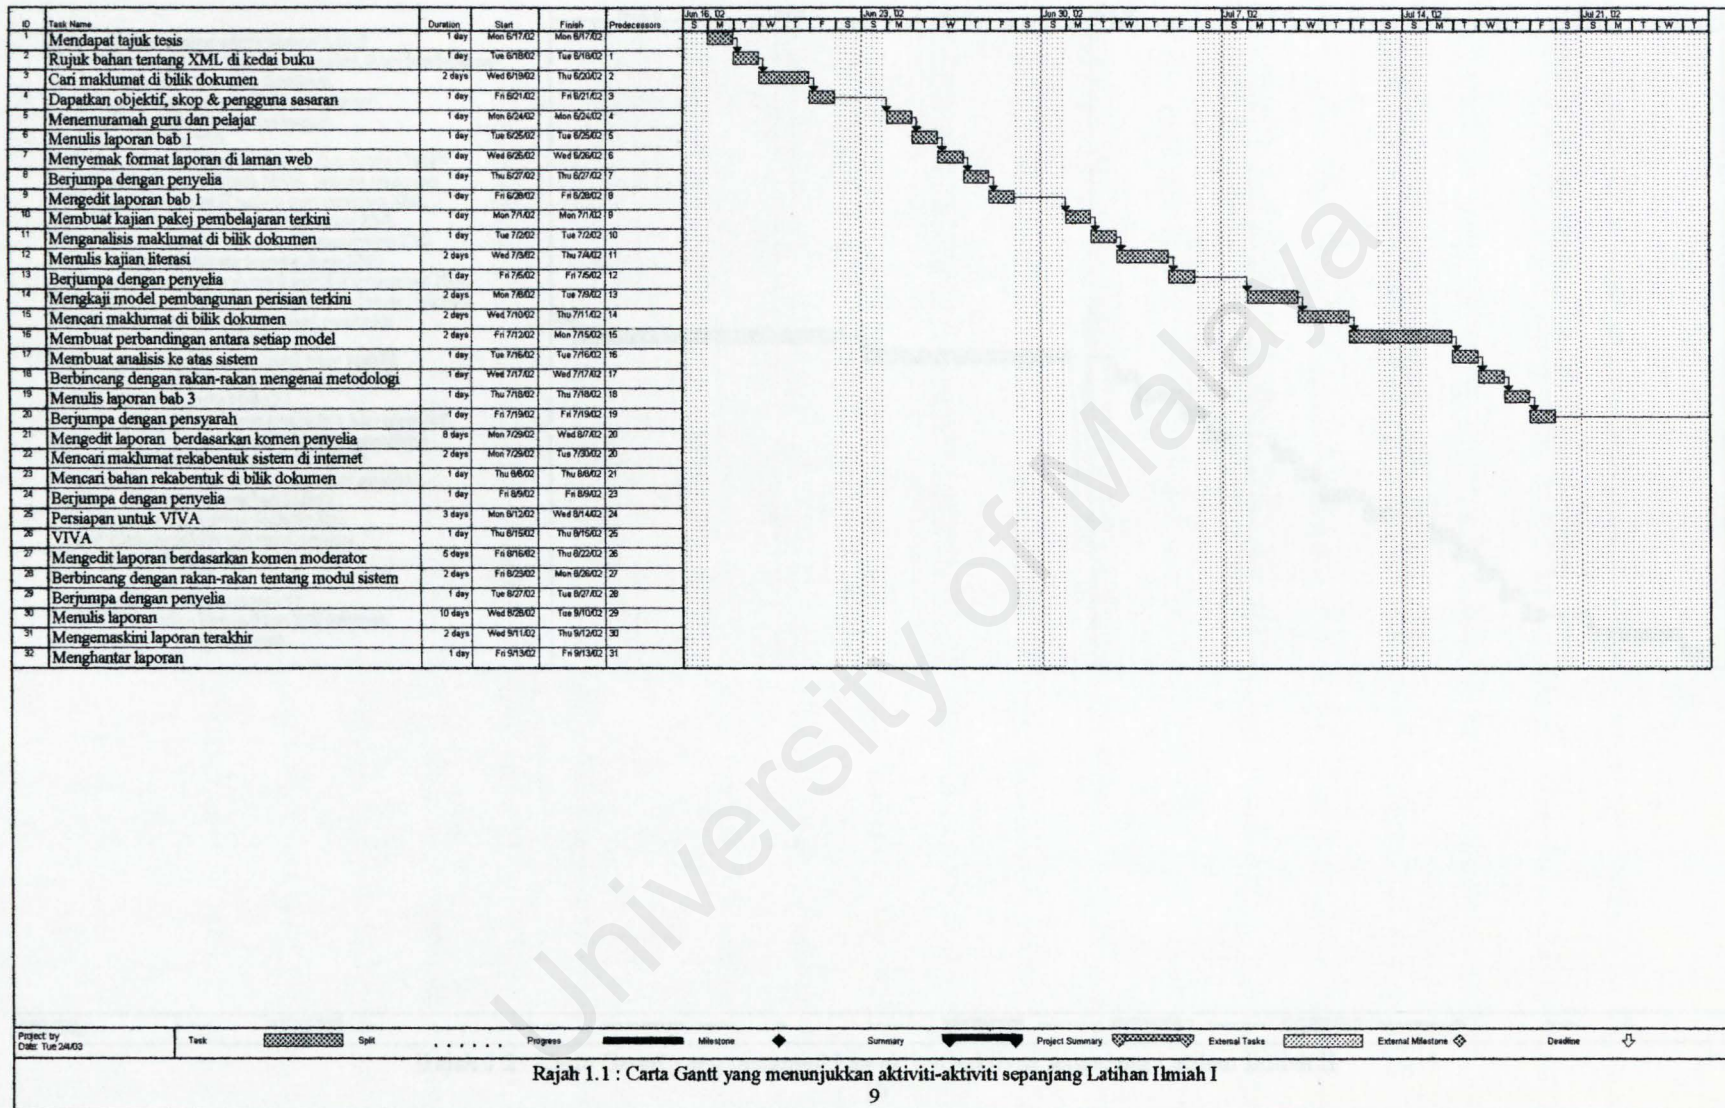 Jun 16, '02 Jun 23, '02 Jun 30, '02 Jul 7, '02 Jul 14, '02 Jul 21, '02
ID Task Name Duration Start Finish Predecessors S M T W T F S S M T W T F S S M T W T F S S M T W T F S S M T W T F S S M T W T
1 Mendapat tajuk tesis 1 day Mon 6/17/02 Mon 6/17/02
2 Rujuk bahan tentang XML di kedai buku 1 day Tue 6/18/02 Tue 6/18/02 1
3 Cari maklumat di bilik dokumen 2 days Wed 6/19/02 Thu 6/20/02 2
4 Dapatkan objektif, skop & pengguna sasaran 1 day Fri 6/21/02 Fri 6/21/02 3
5 Menemuramah guru dan pelajar 1 day Mon 6/24/02 Mon 6/24/02 4
6 Menulis laporan bab 1 1 day Tue 6/25/02 Tue 6/25/02 5
7 Menyemak format laporan di laman web 1 day Wed 6/26/02 Wed 6/26/02 6
8 Berjumpa dengan penyelia 1 day Thu 6/27/02 Thu 6/27/02 7
9 Mengedit laporan bab 1 1 day Fri 6/28/02 Fri 6/28/02 8
10 Membuat kajian pakej pembelajaran terkini 1 day Mon 7/1/02 Mon 7/1/02 9
11 Menganalisis maklumat di bilik dokumen 1 day Tue 7/2/02 Tue 7/2/02 10
12 Menulis kajian literasi 2 days Wed 7/3/02 Thu 7/4/02 11
13 Berjumpa dengan penyelia 1 day Fri 7/5/02 Fri 7/5/02 12
14 Mengkaji model pembangunan perisian terkini 2 days Mon 7/8/02 Tue 7/9/02 13
15 Mencari maklumat di bilik dokumen 2 days Wed 7/10/02 Thu 7/11/02 14
16 Membuat perbandingan antara setiap model 2 days Fri 7/12/02 Mon 7/15/02 15
17 Membuat analisis ke atas sistem 1 day Tue 7/16/02 Tue 7/16/02 16
18 Berbincang dengan rakan-rakan mengenai metodologi 1 day Wed 7/17/02 Wed 7/17/02 17
19 Menulis laporan bab 3 1 day Thu 7/18/02 Thu 7/18/02 18
20 Berjumpa dengan pensyarah 1 day Fri 7/19/02 Fri 7/19/02 19
21 Mengedit laporan berdasarkan komen penyelia 8 days Mon 7/29/02 Wed 8/7/02 20
22 Mencari maklumat rekabentuk sistem di internet 2 days Mon 7/29/02 Tue 7/30/02 20
23 Mencari bahan rekabentuk di bilik dokumen 1 day Thu 8/8/02 Thu 8/8/02 21
24 Berjumpa dengan penyelia 1 day Fri 8/9/02 Fri 8/9/02 23
25 Persiapan untuk VIVA 3 days Mon 8/12/02 Wed 8/14/02 24
26 VIVA 1 day Thu 8/15/02 Thu 8/15/02 25
27 Mengedit laporan berdasarkan komen moderator 5 days Fri 8/16/02 Thu 8/22/02 26
28 Berbincang dengan rakan-rakan tentang modul sistem 2 days Fri 8/23/02 Mon 8/26/02 27
29 Berjumpa dengan penyelia 1 day Tue 8/27/02 Tue 8/27/02 28
30 Menulis laporan 10 days Wed 8/28/02 Tue 9/10/02 29
31 Mengemaskini laporan terakhir 2 days Wed 9/11/02 Thu 9/12/02 30
32 Menghantar laporan 1 day Fri 9/13/02 Fri 9/13/02 31
University of Malaya
Project: by
Date: Tue 2/4/03
Task Split Progress Milestone Summary Project Summary External Tasks External Milestone Deadline
Rajah 1.1 : Carta Gantt yang menunjukkan aktiviti-aktiviti sepanjang Latihan Ilmiah I
9